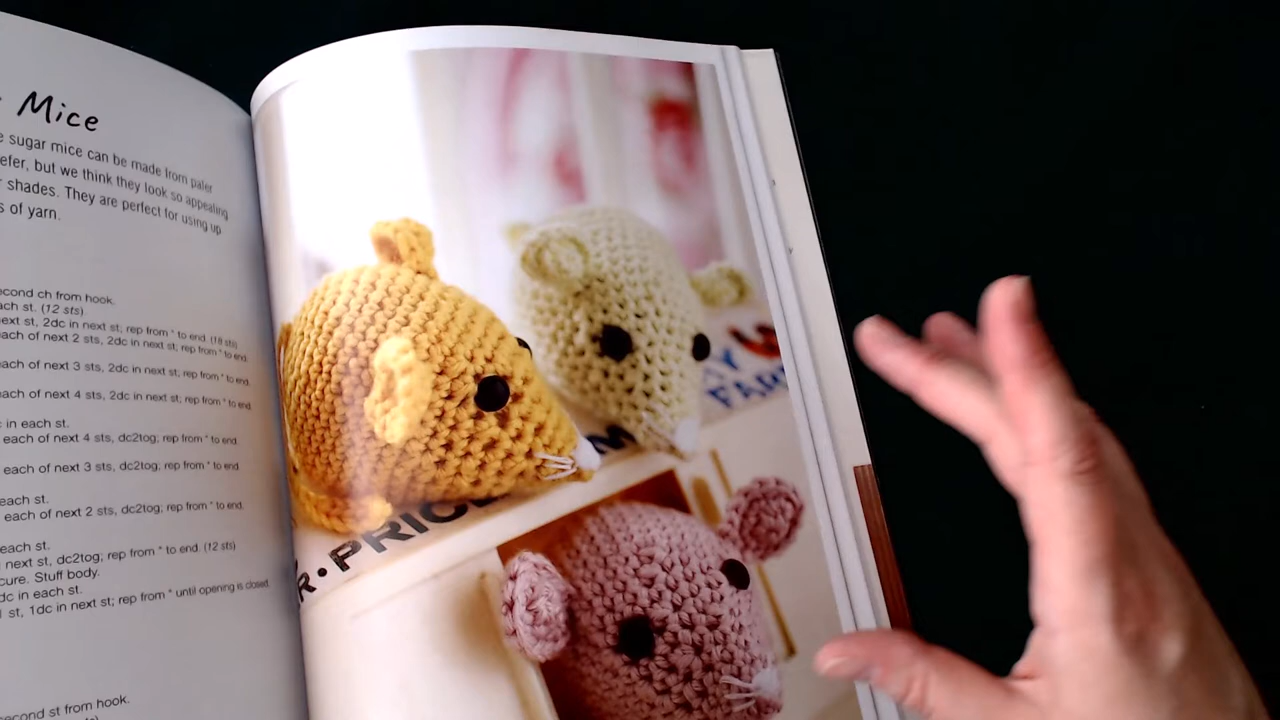 Mice
sugar mice can be made from paler
efer, but we think they look so appealing
shades. They are perfect for using up
s of yarn.
econd ch from hook.
ach st. (12 sts)
ext st, 2dc in next st; rep from * to end. (18 sts)
each of next 2 sts, 2dc in next st; rep from * to end.
each of next 3 sts, 2dc in next st; rep from * to end.
each of next 4 sts, 2dc in next st; rep from * to end.
in each st.
each of next 4 sts, dc2tog; rep from * to end.
each of next 3 sts, dc2tog; rep from * to end.
each st.
each of next 2 sts, dc2tog; rep from * to end.
each st.
next st, dc2tog; rep from * to end. (12 sts)
cure. Stuff body.
dc in each st.
st, 1dc in next st; rep from * until opening is closed.
econd st from hook.
R•PRICE